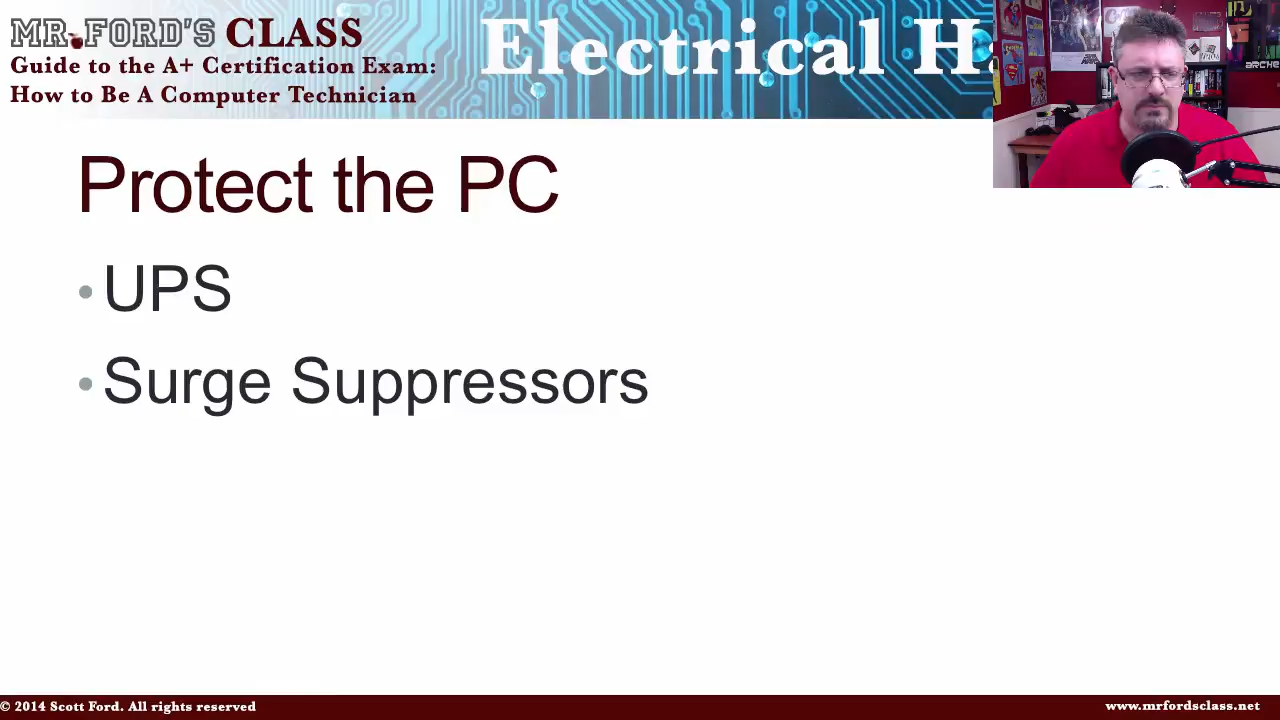 MR. FORD'S CLASS
Guide to the A+ Certification Exam:
How to Be A Computer Technician
Electrical Ha
Protect the PC
• UPS
• Surge Suppressors
© 2014 Scott Ford. All rights reserved
www.mrfordsclass.net